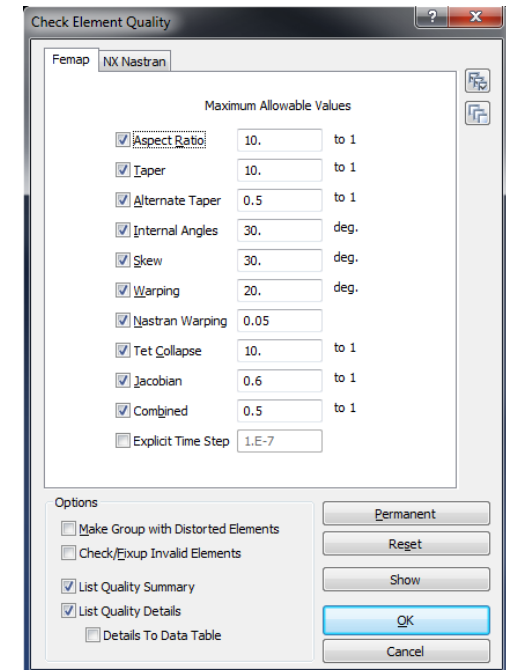 Check Element Quality
?
X
Femap
NX Nastran
Maximum Allowable Values
Aspect Ratio 10. to 1
Taper 10. to 1
Alternate Taper 0.5 to 1
Internal Angles 30. deg.
Skew 30. deg.
Warping 20. deg.
Nastran Warping 0.05
Tet Collapse 10. to 1
Jacobian 0.6 to 1
Combined 0.5 to 1
Explicit Time Step 1.E-7
Options
Make Group with Distorted Elements
Check/Fixup Invalid Elements
List Quality Summary
List Quality Details
Details To Data Table
Permanent
Reset
Show
OK
Cancel